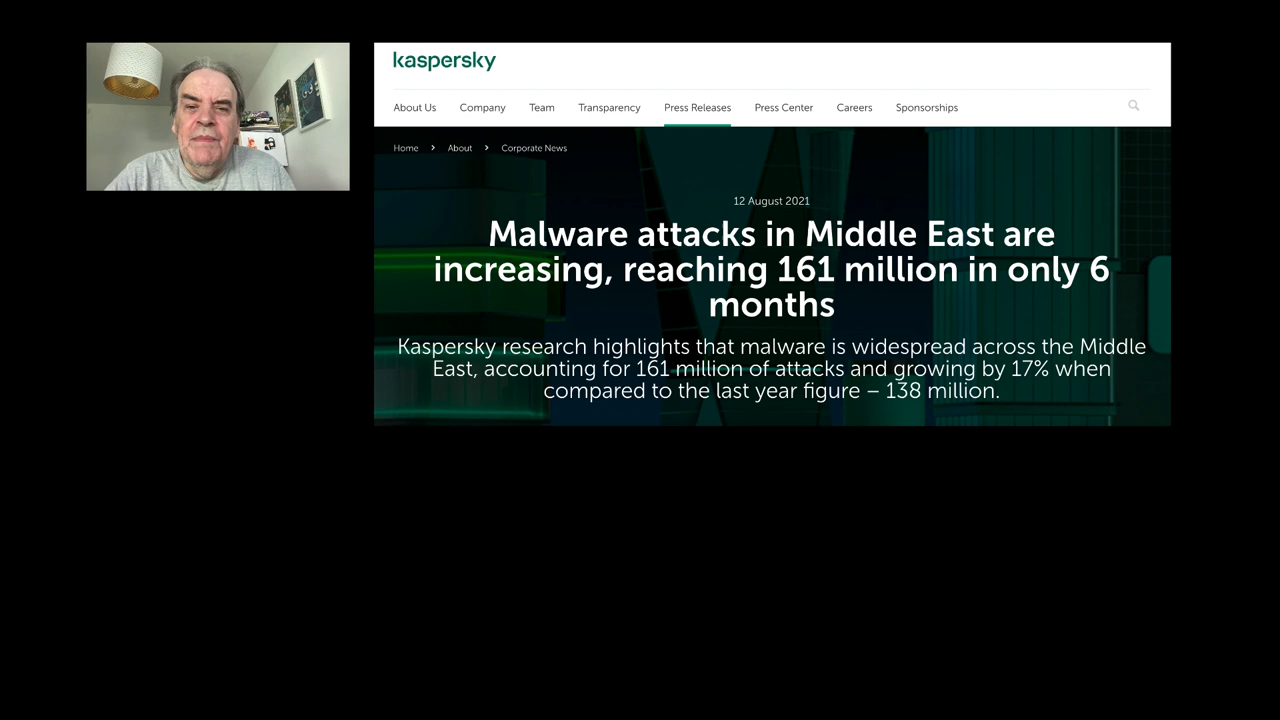 kaspersky
About Us Company Team Transparency Press Releases Press Center Careers Sponsorships
Home > About > Corporate News
12 August 2021
Malware attacks in Middle East are
increasing, reaching 161 million in only 6
months
Kaspersky research highlights that malware is widespread across the Middle
East, accounting for 161 million of attacks and growing by 17% when
compared to the last year figure – 138 million.